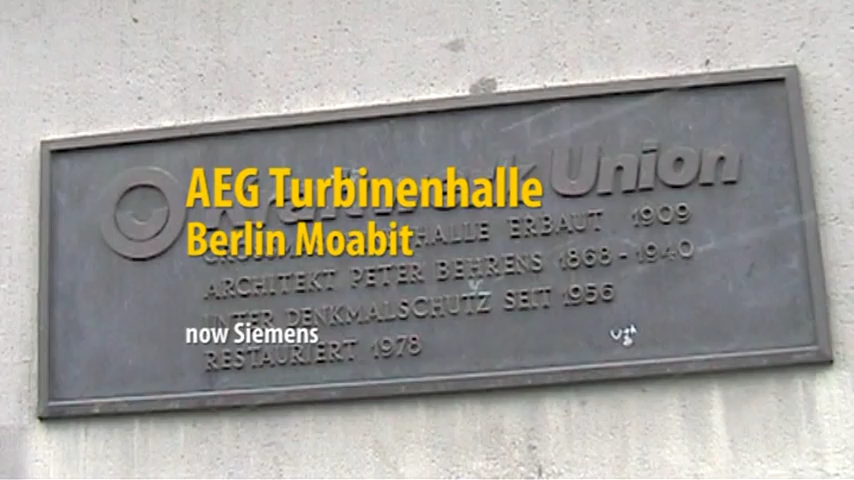 Kraftwerk Union
AEG Turbinenhalle
HALLE ERBAUT 1909
Berlin Moabit
ARCHITEKT PETER BEHRENS 1868-1940
UNTER DENKMALSCHUTZ SEIT 1956
now Siemens
RESTAURIERT 1978